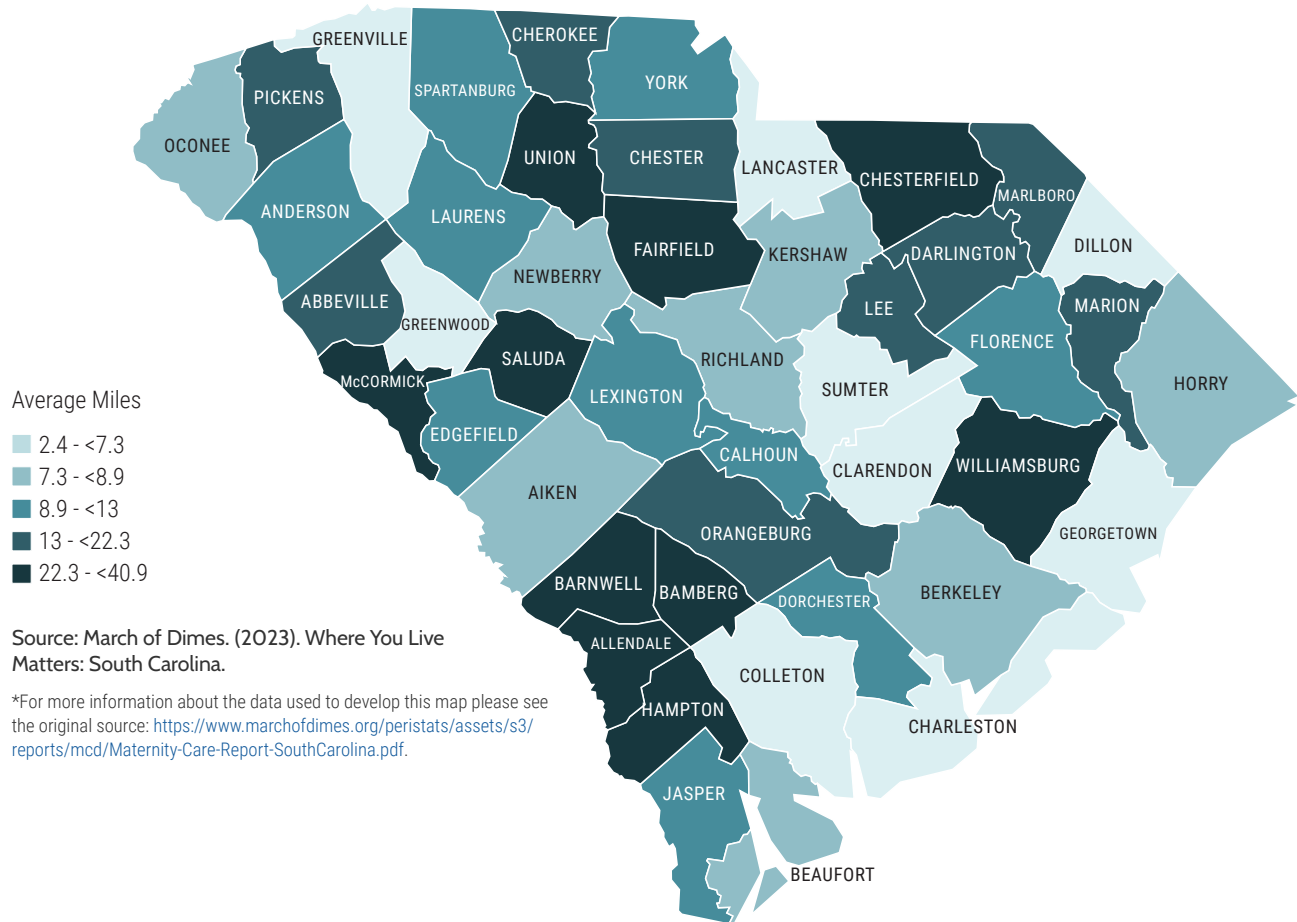 GREENVILLE
CHEROKEE
PICKENS
SPARTANBURG
YORK
OCONEE
UNION
CHESTER
LANCASTER
CHESTERFIELD
MARLBORO
ANDERSON
LAURENS
FAIRFIELD
KERSHAW
DARLINGTON
DILLON
NEWBERRY
ABBEVILLE
GREENWOOD
LEE
MARION
SALUDA
RICHLAND
FLORENCE
McCORMICK
LEXINGTON
SUMTER
HORRY
EDGEFIELD
CALHOUN
CLARENDON
WILLIAMSBURG
AIKEN
ORANGEBURG
GEORGETOWN
BARNWELL
BAMBERG
DORCHESTER
BERKELEY
ALLENDALE
COLLETON
HAMPTON
CHARLESTON
JASPER
BEAUFORT
Average Miles
2.4 - <7.3
7.3 - <8.9
8.9 - <13
13 - <22.3
22.3 - <40.9
Source: March of Dimes. (2023). Where You Live
Matters: South Carolina.
*For more information about the data used to develop this map please see
the original source: https://www.marchofdimes.org/peristats/assets/s3/
reports/mcd/Maternity-Care-Report-SouthCarolina.pdf.